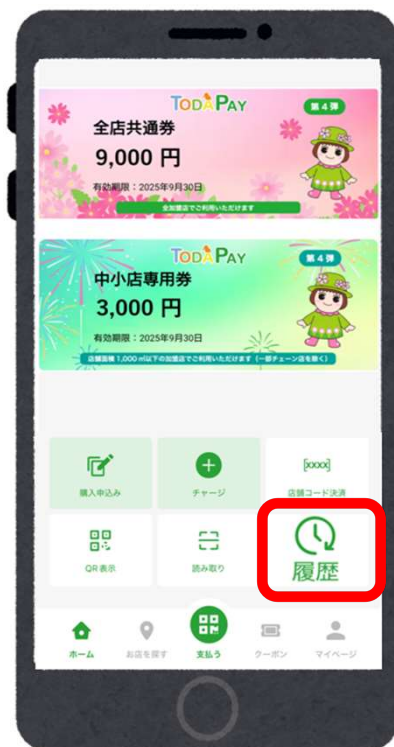 TODAPAY
第4弾
全店共通券
9,000 円
有効期限：2025年9月30日
全加盟店でご利用いただけます
TODAPAY
第4弾
中小店専用券
3,000 円
有効期限：2025年9月30日
店舗面積 1,000 ㎡以下の加盟店でご利用いただけます（一部チェーン店を除く）
購入申込み
チャージ
[xxxx]
店舗コード決済
QR表示
読み取り
履歴
ホーム
お店を探す
支払う
クーポン
マイページ